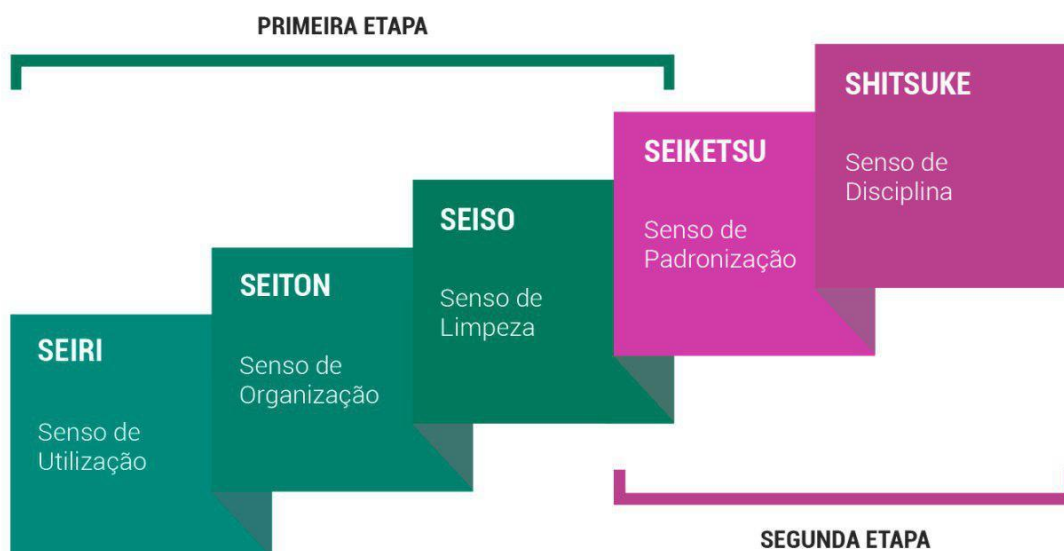 PRIMEIRA ETAPA
SHITSUKE
Senso de
Disciplina
SEIKETSU
Senso de
Padronização
SEISO
Senso de
Limpeza
SEITON
Senso de
Organização
SEIRI
Senso de
Utilização
SEGUNDA ETAPA